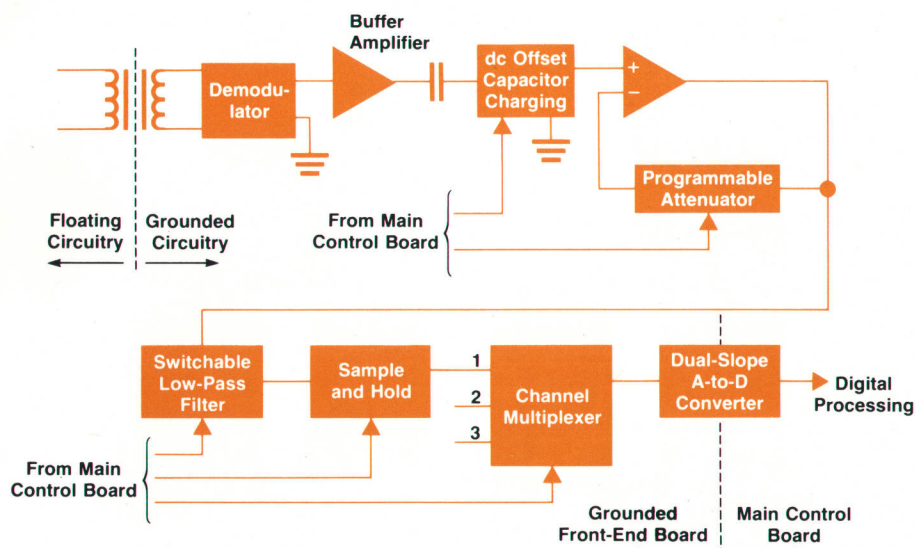 Buffer
Amplifier
Demodu-
lator
dc Offset
Capacitor
Charging
+
−
Programmable
Attenuator
Floating
Circuitry
Grounded
Circuitry
From Main
Control Board
Switchable
Low-Pass
Filter
Sample
and Hold
1
2
3
Channel
Multiplexer
Dual-Slope
A-to-D
Converter
Digital
Processing
From Main
Control Board
Grounded
Front-End Board
Main Control
Board